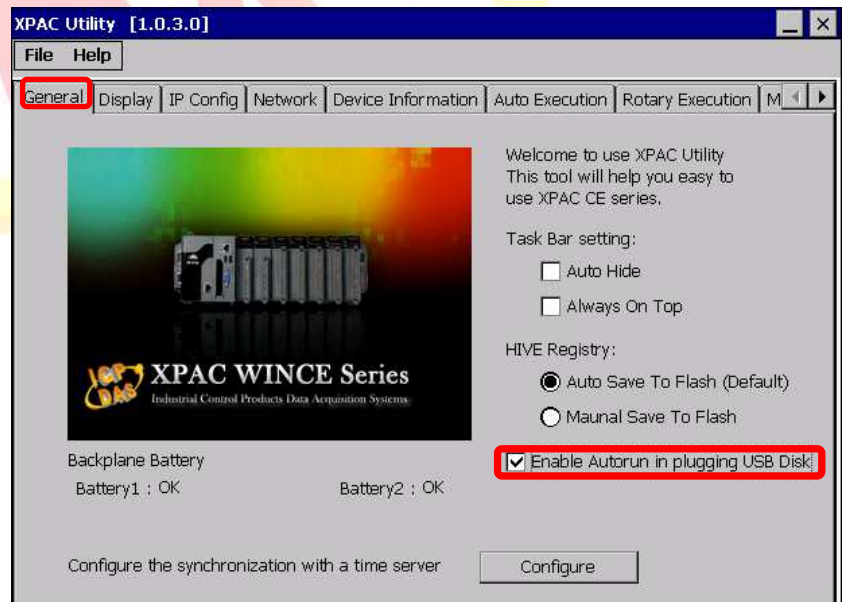 XPAC Utility [1.0.3.0]
File Help
General Display IP Config Network Device Information Auto Execution Rotary Execution M
Welcome to use XPAC Utility
This tool will help you easy to
use XPAC CE series.
Task Bar setting:
Auto Hide
Always On Top
HIVE Registry:
Auto Save To Flash (Default)
Maunal Save To Flash
Enable Autorun in plugging USB Disk
ICP DAS
XPAC WINCE Series
Industrial Control Products Data Acquisition Systems
Backplane Battery
Battery1 : OK Battery2 : OK
Configure the synchronization with a time server Configure